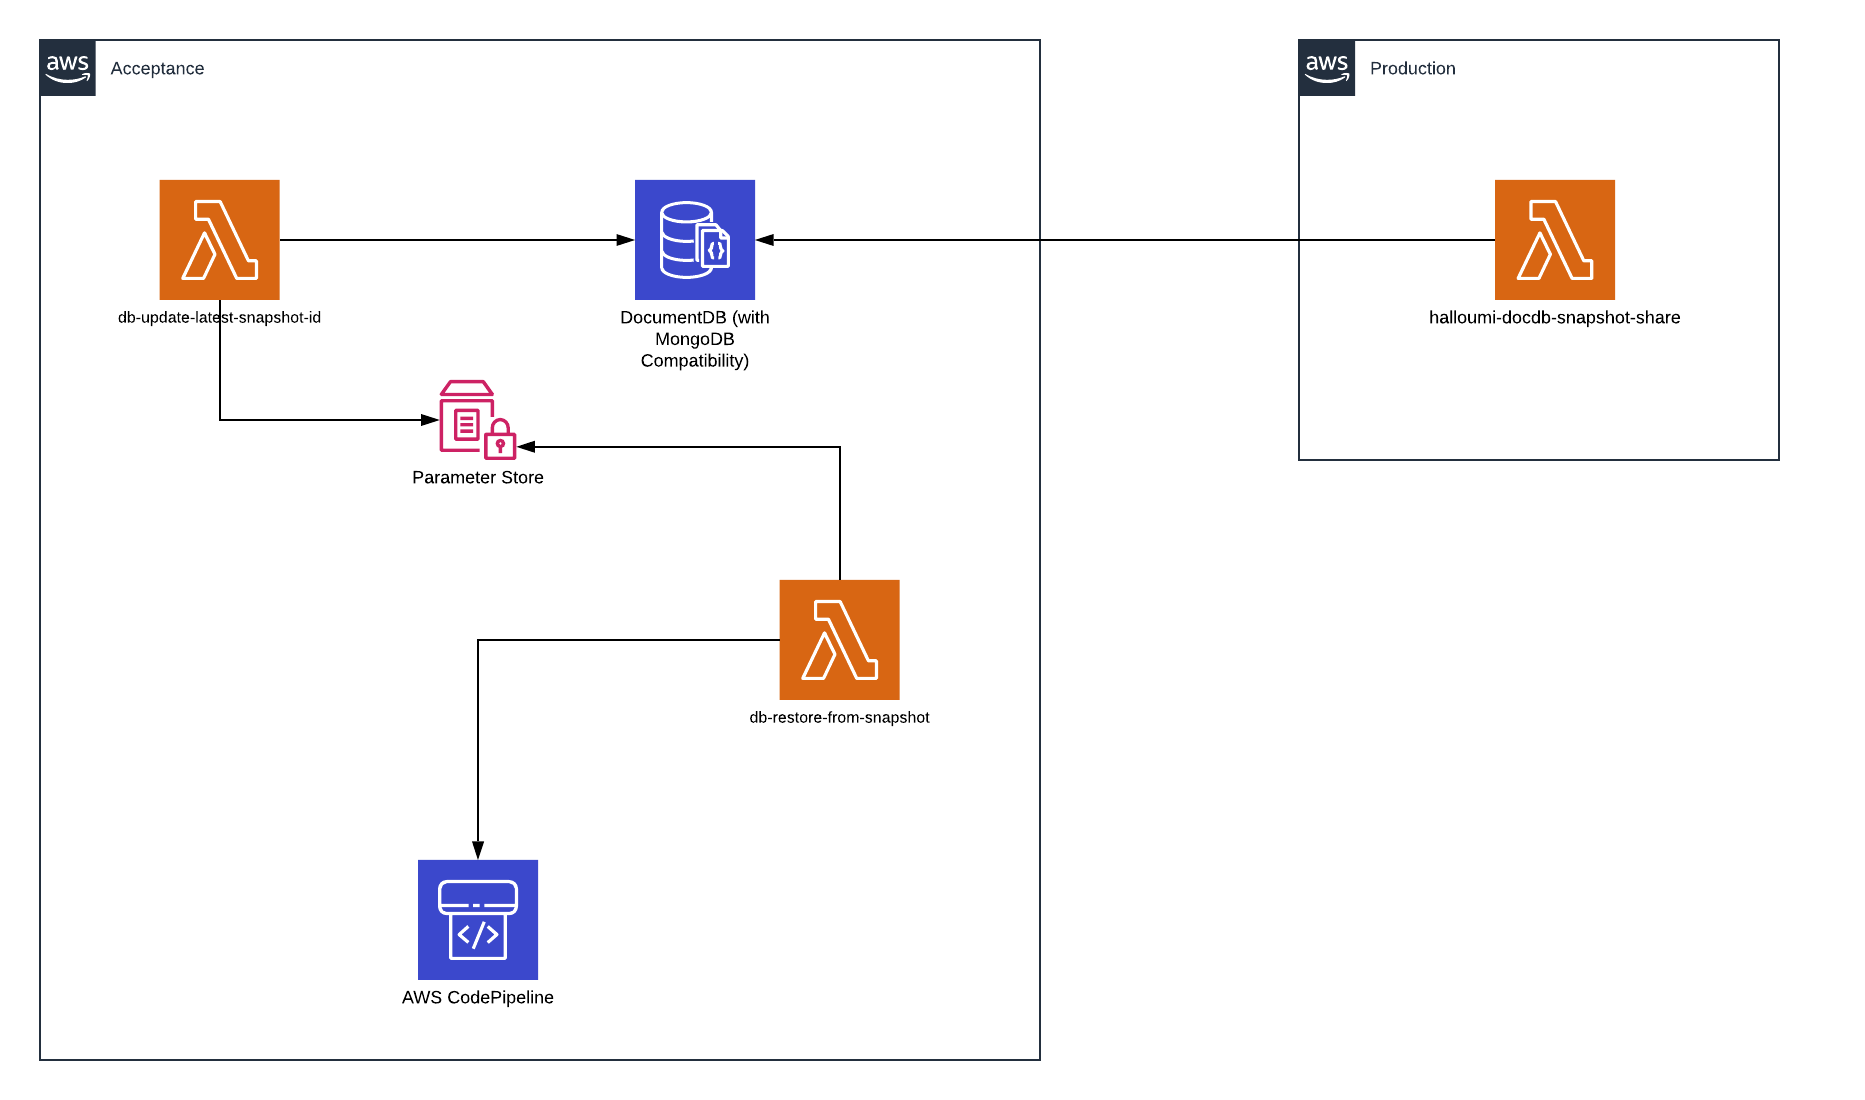 aws
Acceptance
aws
Production
db-update-latest-snapshot-id
DocumentDB (with
MongoDB
Compatibility)
halloumi-docdb-snapshot-share
Parameter Store
db-restore-from-snapshot
</>
AWS CodePipeline